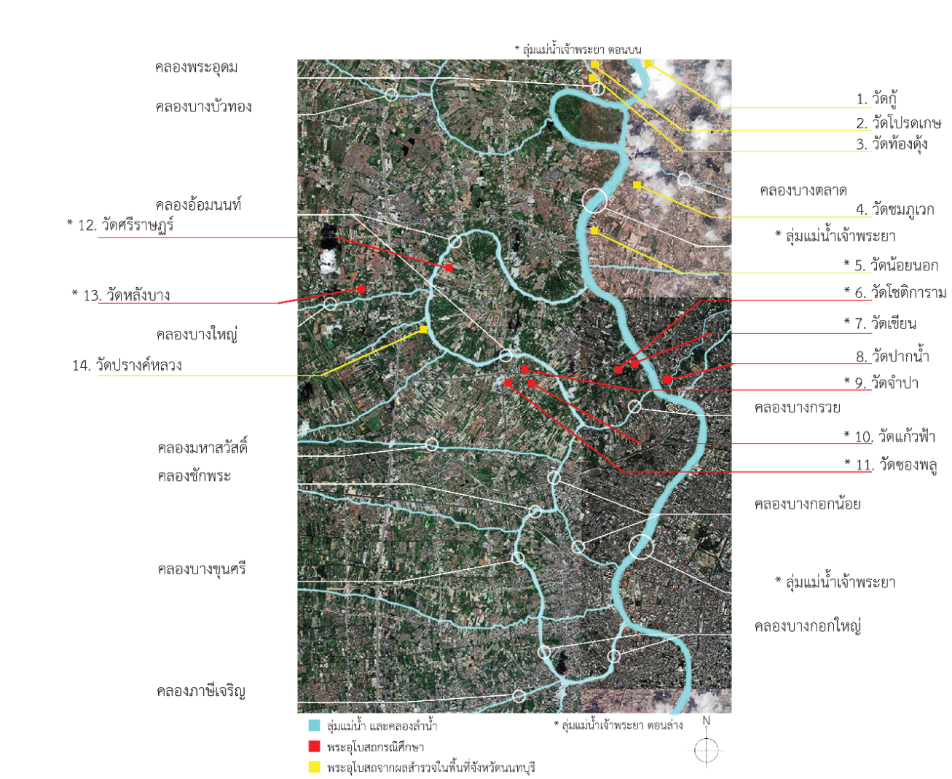 * ลุ่มแม่น้ำเจ้าพระยา ตอนบน
คลองพระอุดม
คลองบางบัวทอง
คลองอ้อมนนท์
* 12. วัดศรีราษฎร์
* 13. วัดหลังบาง
คลองบางใหญ่
14. วัดปรางค์หลวง
คลองมหาสวัสดิ์
คลองชักพระ
คลองบางขุนศรี
คลองภาษีเจริญ
1. วัดกู้
2. วัดโปรดเกษ
3. วัดท้องคุ้ง
คลองบางตลาด
4. วัดชมภูเวก
* ลุ่มแม่น้ำเจ้าพระยา
* 5. วัดน้อยนอก
* 6. วัดโชติการาม
* 7. วัดเขียน
8. วัดปากน้ำ
* 9. วัดจำปา
คลองบางกรวย
* 10. วัดแก้วฟ้า
* 11. วัดซองพลู
คลองบางกอกน้อย
* ลุ่มแม่น้ำเจ้าพระยา
คลองบางกอกใหญ่
ลุ่มแม่น้ำ และคลองลำน้ำ
* ลุ่มแม่น้ำเจ้าพระยา ตอนล่าง
N
พระอุโบสถกรณีศึกษา
พระอุโบสถจากผลสำรวจในพื้นที่จังหวัดนนทบุรี